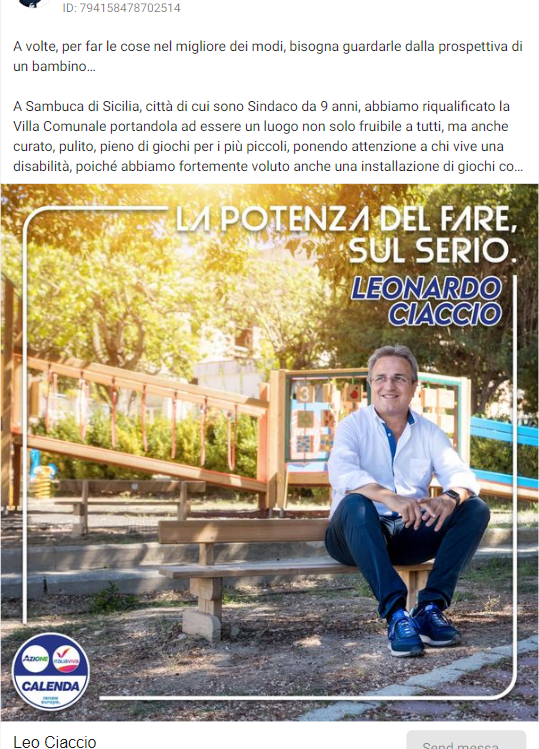 ID: 794158478702514
A volte, per far le cose nel migliore dei modi, bisogna guardarle dalla prospettiva di
un bambino…
A Sambuca di Sicilia, città di cui sono Sindaco da 9 anni, abbiamo riqualificato la
Villa Comunale portandola ad essere un luogo non solo fruibile a tutti, ma anche
curato, pulito, pieno di giochi per i più piccoli, ponendo attenzione a chi vive una
disabilità, poiché abbiamo fortemente voluto anche una installazione di giochi co...
LA POTENZA DEL FARE,
SUL SERIO.
LEONARDO
CIACCIO
3
AZIONE ITALIAVIVA
CALENDA
renew
europe.
Leo Ciaccio
Send messa...